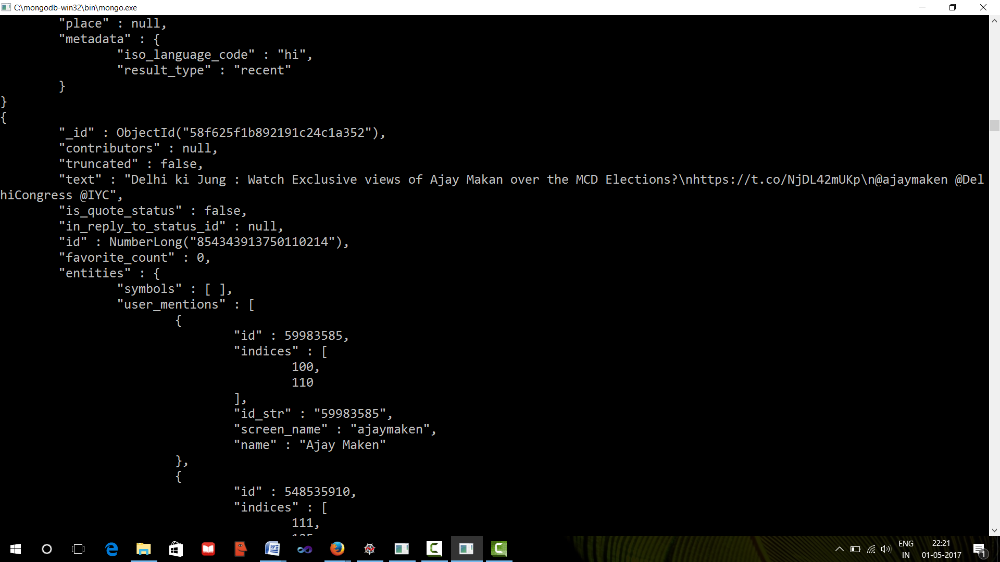 C:\mongodb-win32\bin\mongo.exe
"place" : null,
"metadata" : {
"iso_language_code" : "hi",
"result_type" : "recent"
}
}
{
"_id" : ObjectId("58f625f1b892191c24c1a352"),
"contributors" : null,
"truncated" : false,
"text" : "Delhi ki Jung : Watch Exclusive views of Ajay Makan over the MCD Elections?\nhttps://t.co/NjDL42mUKp\n@ajaymaken @Del
hiCongress @IYC",
"is_quote_status" : false,
"in_reply_to_status_id" : null,
"id" : NumberLong("854343913750110214"),
"favorite_count" : 0,
"entities" : {
"symbols" : [ ],
"user_mentions" : [
{
"id" : 59983585,
"indices" : [
100,
110
],
"id_str" : "59983585",
"screen_name" : "ajaymaken",
"name" : "Ajay Maken"
},
{
"id" : 548535910,
"indices" : [
111,
ENG
IN
22:21
01-05-2017
1